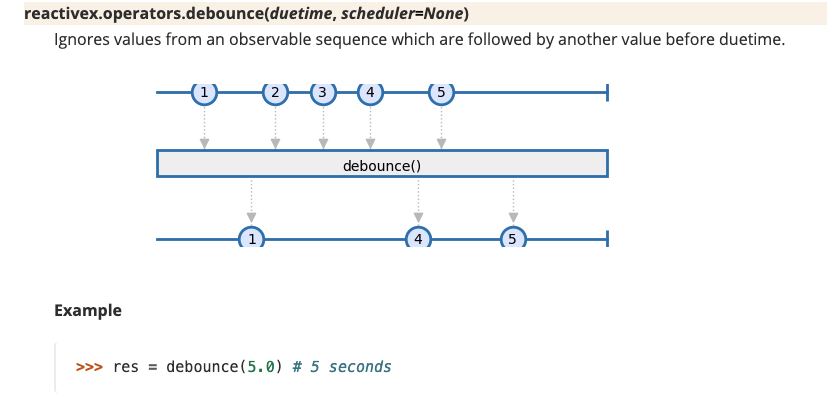 reactivex.operators.debounce(duetime, scheduler=None)
Ignores values from an observable sequence which are followed by another value before duetime.
1 2 3 4 5
debounce()
1 4 5
Example
>>> res = debounce(5.0) # 5 seconds